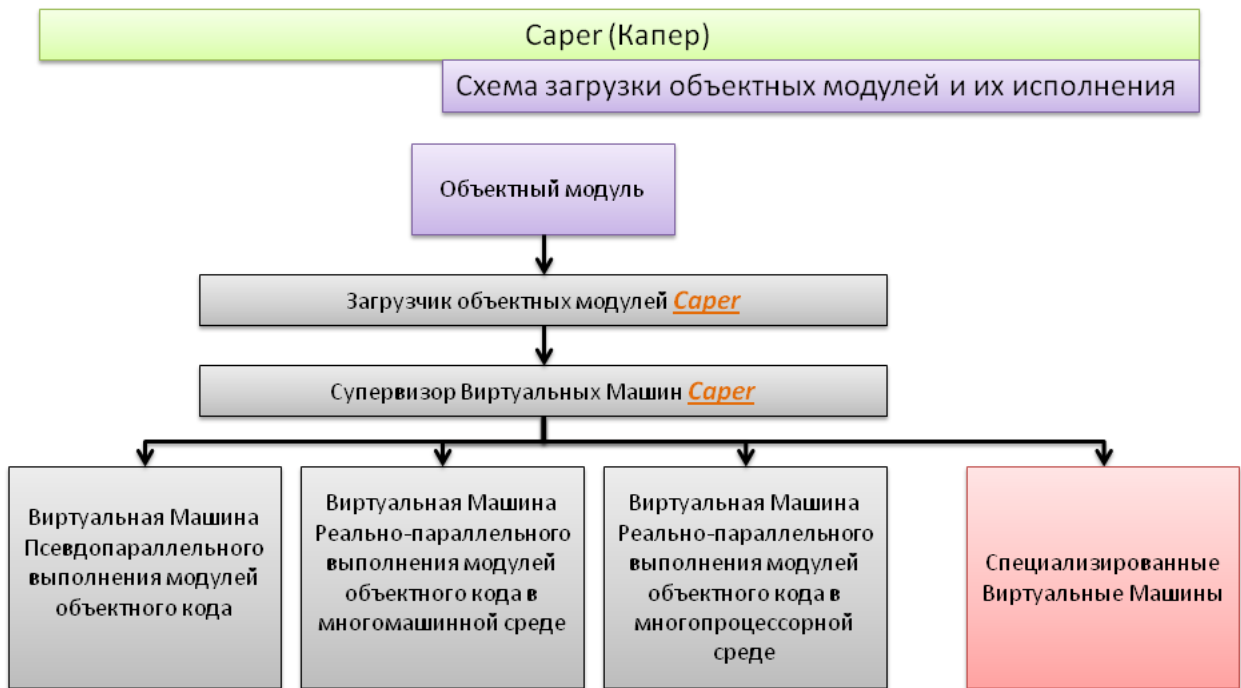 Caper (Капер)
Схема загрузки объектных модулей и их исполнения
Объектный модуль
Загрузчик объектных модулей Caper
Супервизор Виртуальных Машин Caper
Виртуальная Машина
Псевдопараллельного
выполнения модулей
объектного кода
Виртуальная Машина
Реально-параллельного
выполнения модулей
объектного кода в
многомашинной среде
Виртуальная Машина
Реально-параллельного
выполнения модулей
объектного кода в
многопроцессорной
среде
Специализированные
Виртуальные Машины